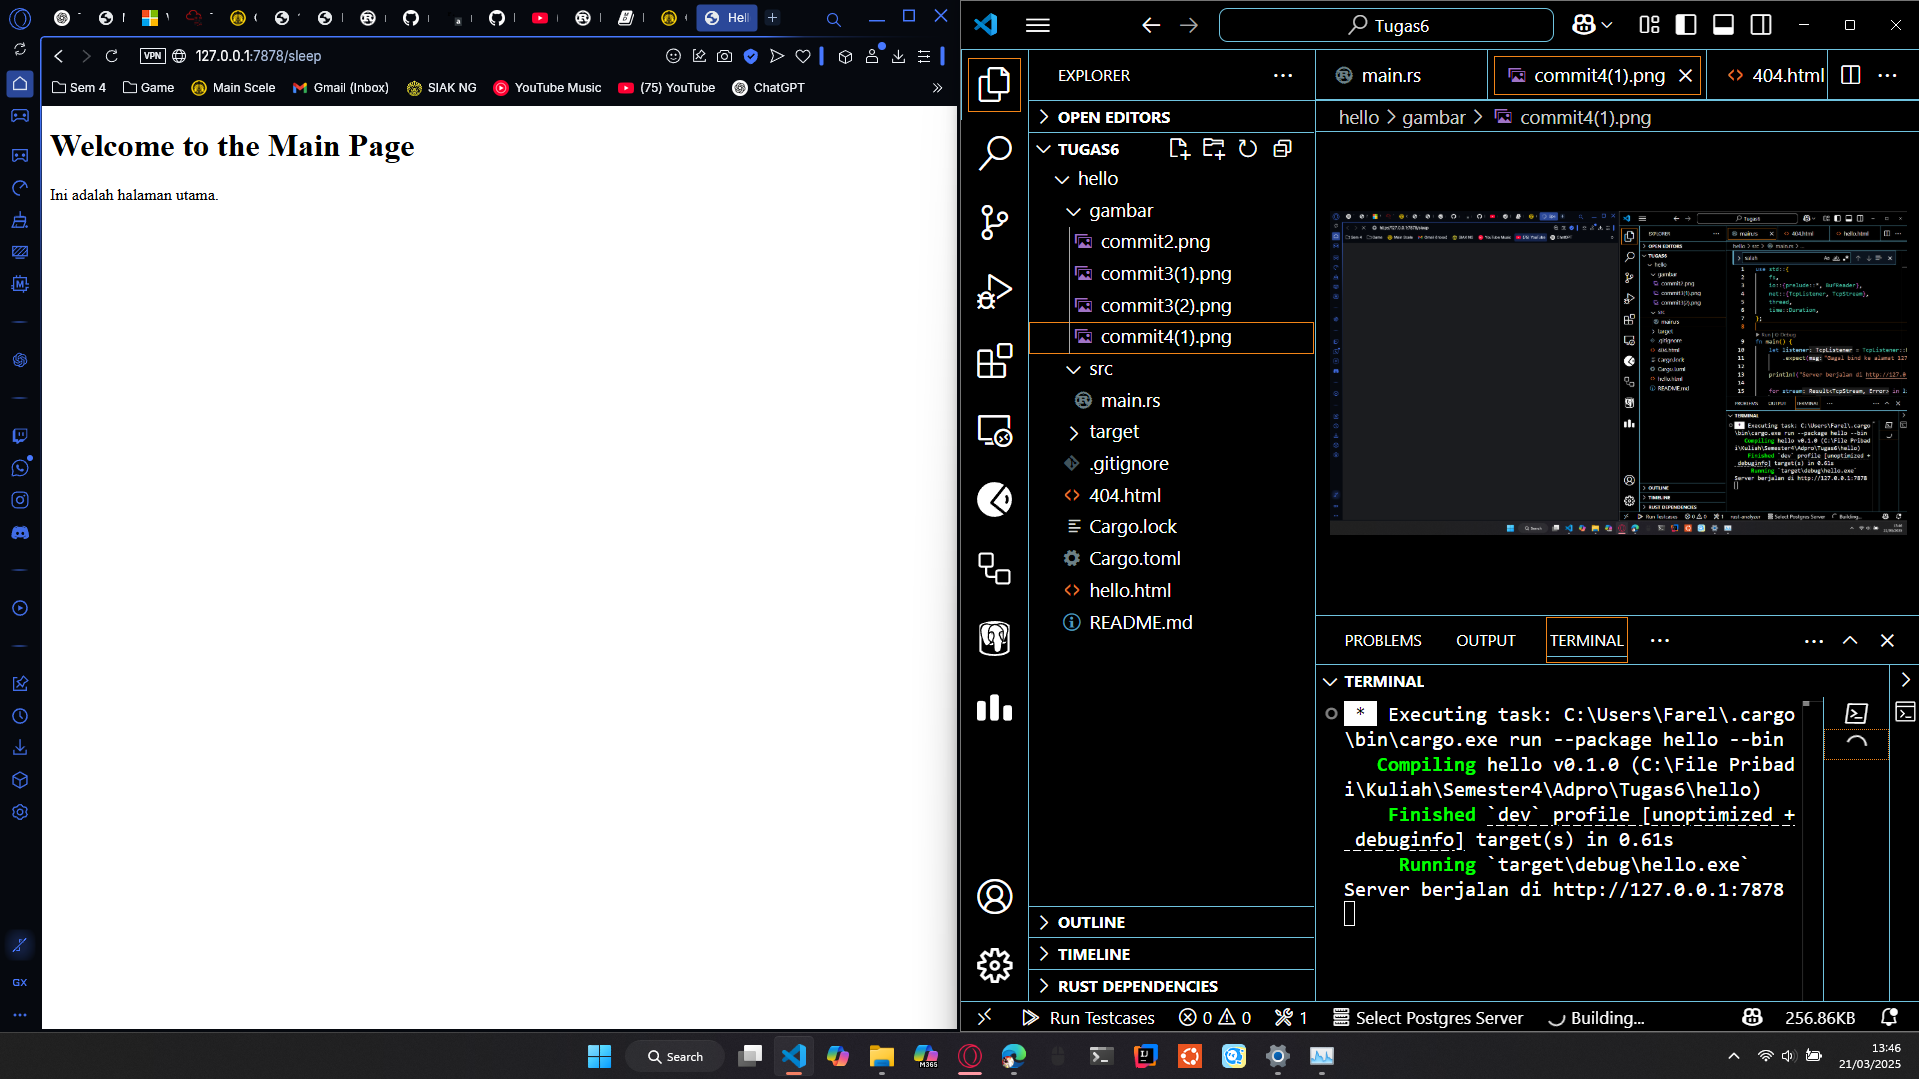 Hell
VPN
127.0.0.1:7878/sleep
Sem 4
Game
Main Scele
Gmail (Inbox)
SIAK NG
YouTube Music
(75) YouTube
ChatGPT
Welcome to the Main Page
Ini adalah halaman utama.
GX
Tugas6
EXPLORER
OPEN EDITORS
TUGAS6
hello
gambar
commit2.png
commit3(1).png
commit3(2).png
commit4(1).png
src
main.rs
target
.gitignore
404.html
Cargo.lock
Cargo.toml
hello.html
README.md
OUTLINE
TIMELINE
RUST DEPENDENCIES
main.rs
commit4(1).png
404.html
hello > gambar > commit4(1).png
PROBLEMS
OUTPUT
TERMINAL
TERMINAL
* Executing task: C:\Users\Farel\.cargo
\bin\cargo.exe run --package hello --bin
Compiling hello v0.1.0 (C:\File Pribad
i\Kuliah\Semester4\Adpro\Tugas6\hello)
Finished `dev` profile [unoptimized +
debuginfo] target(s) in 0.61s
Running `target\debug\hello.exe`
Server berjalan di http://127.0.0.1:7878
Run Testcases
0
0
1
Select Postgres Server
Building...
256.86KB
Search
M365
13:46
21/03/2025